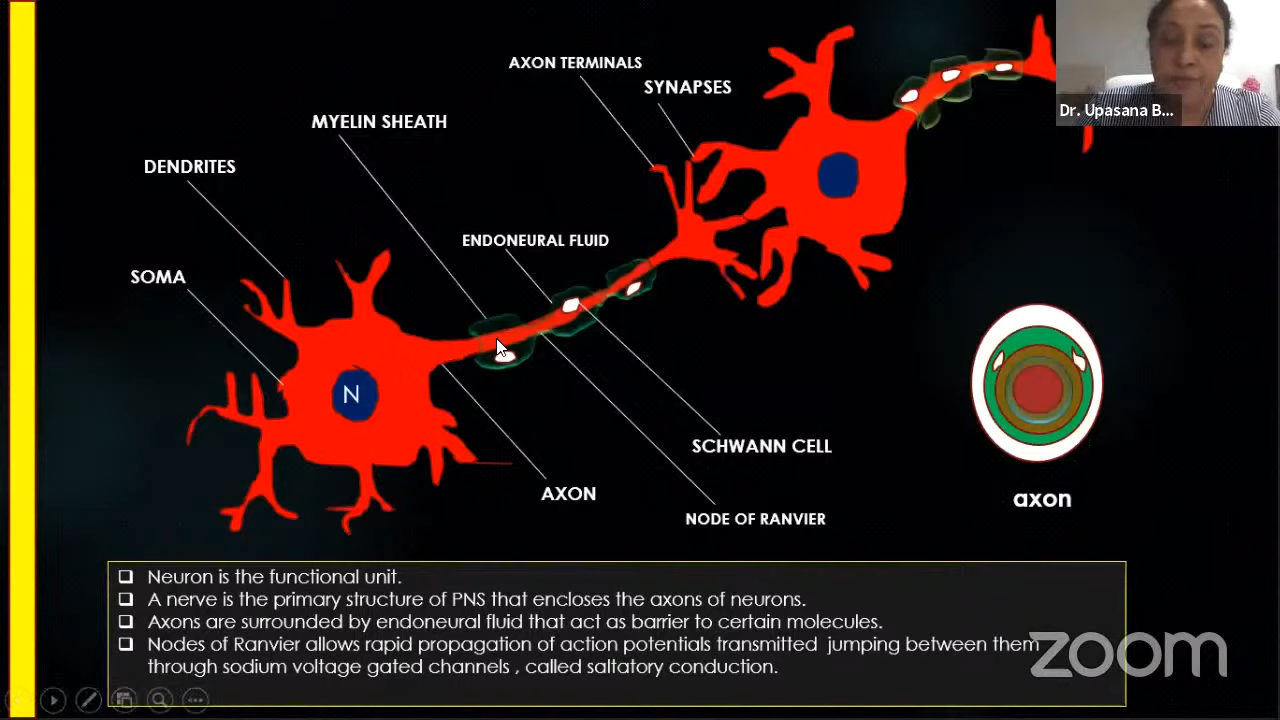 AXON TERMINALS
SYNAPSES
MYELIN SHEATH
DENDRITES
ENDONEURAL FLUID
SOMA
N
SCHWANN CELL
AXON
NODE OF RANVIER
axon
Dr. Upasana B...
Neuron is the functional unit.
A nerve is the primary structure of PNS that encloses the axons of neurons.
Axons are surrounded by endoneural fluid that act as barrier to certain molecules.
Nodes of Ranvier allows rapid propagation of action potentials transmitted jumping between them
through sodium voltage gated channels , called saltatory conduction.
zoom